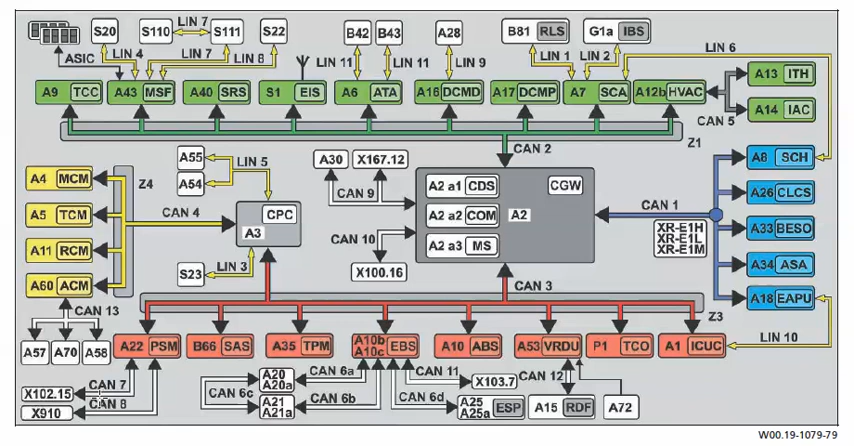 S20
S110
LIN 7
S111
S22
B42
B43
A28
B81 RLS
G1a IBS
ASIC
LIN 4
LIN 7
LIN 8
LIN 11
LIN 11
LIN 9
LIN 1
LIN 2
LIN 6
A9 TCC
A43 MSF
A40 SRS
S1 EIS
A6 ATA
A16 DCMD
A17 DCMP
A7 SCA
A12b HVAC
A13 ITH
A14 IAC
CAN 5
CAN 2
Z1
A4 MCM
A5 TCM
A11 RCM
A60 ACM
Z4
CAN 4
A55
A54
LIN 5
CPC
A3
S23
LIN 3
A30
X167.12
CAN 9
CAN 10
X100.16
A2 a1 CDS
A2 a2 COM
A2 a3 MS
CGW
A2
CAN 1
XR-E1H
XR-E1L
XR-E1M
A8 SCH
A26 CLCS
A33 BESO
A34 ASA
A18 EAPU
CAN 3
Z3
LIN 10
CAN 13
A57
A70
A58
A22 PSM
B66 SAS
A35 TPM
A10b
A10c
EBS
A10 ABS
A53 VRDU
P1 TCO
A1 ICUC
CAN 7
CAN 8
X102.15
X910
CAN 6c
A20
A20a
A21
A21a
CAN 6a
CAN 6b
CAN 11
X103.7
CAN 6d
A25
A25a
ESP
CAN 12
A15 RDF
A72
W00.19-1079-79